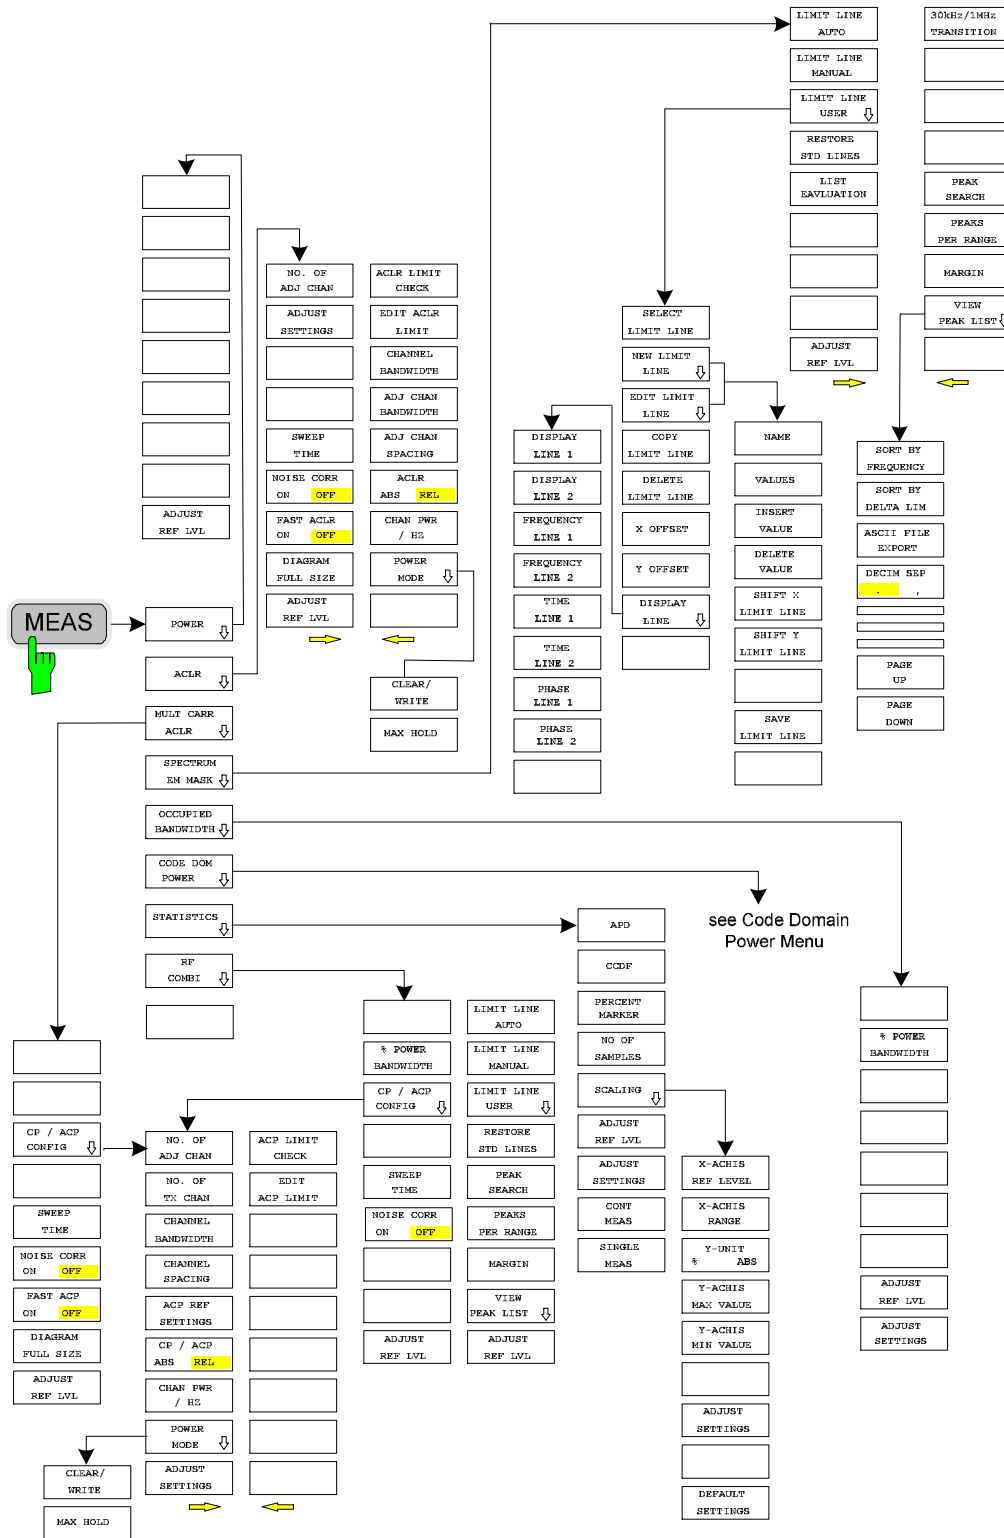 MEAS
POWER
ACLR
MULT CARR
ACLR
SPECTRUM
EM MASK
OCCUPIED
BANDWIDTH
CODE DOM
POWER
STATISTICS
RF
COMBI
ADJUST
REF LVL
NO. OF
ADJ CHAN
ADJUST
SETTINGS
SWEEP
TIME
NOISE CORR
ON OFF
FAST ACLR
ON OFF
DIAGRAM
FULL SIZE
ADJUST
REF LVL
ACLR LIMIT
CHECK
EDIT ACLR
LIMIT
CHANNEL
BANDWIDTH
ADJ CHAN
BANDWIDTH
ADJ CHAN
SPACING
ACLR
ABS REL
CHAN PWR
/ HZ
POWER
MODE
CLEAR/
WRITE
MAX HOLD
DISPLAY
LINE 1
DISPLAY
LINE 2
FREQUENCY
LINE 1
FREQUENCY
LINE 2
TIME
LINE 1
TIME
LINE 2
PHASE
LINE 1
PHASE
LINE 2
SELECT
LIMIT LINE
NEW LIMIT
LINE
EDIT LIMIT
LINE
COPY
LIMIT LINE
DELETE
LIMIT LINE
X OFFSET
Y OFFSET
DISPLAY
LINE
NAME
VALUES
INSERT
VALUE
DELETE
VALUE
SHIFT X
LIMIT LINE
SHIFT Y
LIMIT LINE
SAVE
LIMIT LINE
LIMIT LINE
AUTO
LIMIT LINE
MANUAL
LIMIT LINE
USER
RESTORE
STD LINES
LIST
EAVLUATION
ADJUST
REF LVL
30kHz/1MHz
TRANSITION
PEAK
SEARCH
PEAKS
PER RANGE
MARGIN
VIEW
PEAK LIST
SORT BY
FREQUENCY
SORT BY
DELTA LIM
ASCII FILE
EXPORT
DECIM SEP
. ,
PAGE
UP
PAGE
DOWN
see Code Domain
Power Menu
CP / ACP
CONFIG
SWEEP
TIME
NOISE CORR
ON OFF
FAST ACP
ON OFF
DIAGRAM
FULL SIZE
ADJUST
REF LVL
NO. OF
ADJ CHAN
NO. OF
TX CHAN
CHANNEL
BANDWIDTH
CHANNEL
SPACING
ACP REF
SETTINGS
CP / ACP
ABS REL
CHAN PWR
/ HZ
POWER
MODE
ADJUST
SETTINGS
CLEAR/
WRITE
MAX HOLD
ACP LIMIT
CHECK
EDIT
ACP LIMIT
% POWER
BANDWIDTH
CP / ACP
CONFIG
SWEEP
TIME
NOISE CORR
ON OFF
ADJUST
REF LVL
LIMIT LINE
AUTO
LIMIT LINE
MANUAL
LIMIT LINE
USER
RESTORE
STD LINES
PEAK
SEARCH
PEAKS
PER RANGE
MARGIN
VIEW
PEAK LIST
ADJUST
REF LVL
APD
CCDF
PERCENT
MARKER
NO OF
SAMPLES
SCALING
ADJUST
REF LVL
ADJUST
SETTINGS
CONT
MEAS
SINGLE
MEAS
X-ACHIS
REF LEVEL
X-ACHIS
RANGE
Y-UNIT
% ABS
Y-ACHIS
MAX VALUE
Y-ACHIS
MIN VALUE
ADJUST
SETTINGS
DEFAULT
SETTINGS
% POWER
BANDWIDTH
ADJUST
REF LVL
ADJUST
SETTINGS